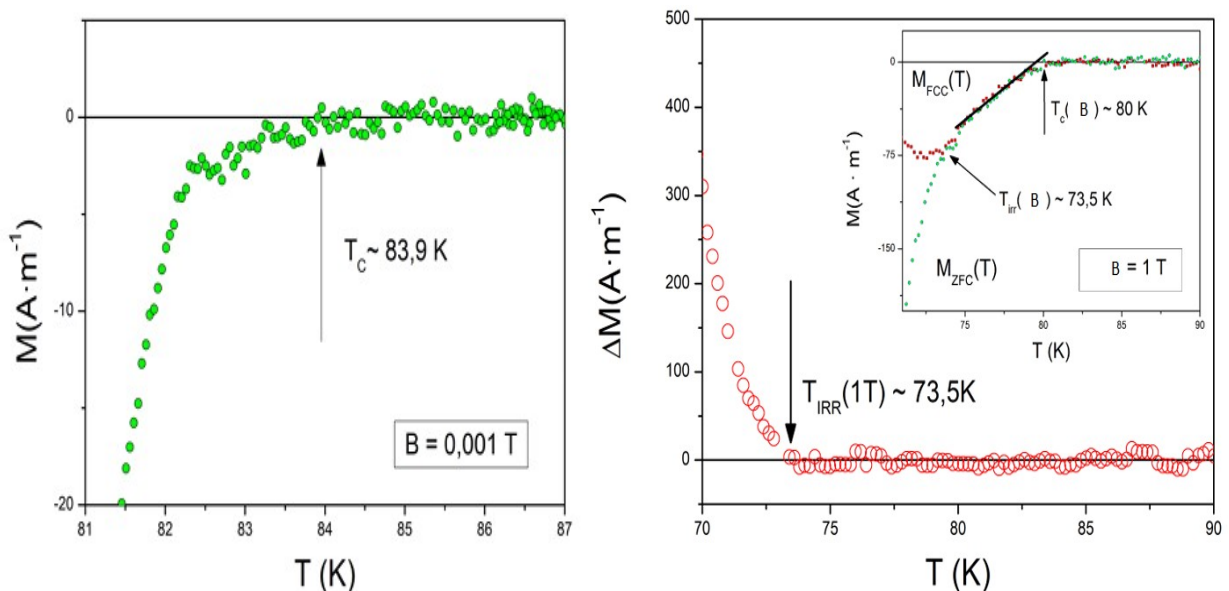 M(A·m⁻¹)
0
-10
-20
T_C ~ 83,9 K
B = 0,001 T
81 82 83 84 85 86 87
T (K)
ΔM(A·m⁻¹)
500
400
300
200
100
0
T_IRR(1T) ~ 73,5K
70 75 80 85 90
T (K)
M(A·m⁻¹)
0
-75
-150
M_FCC(T)
T_c( B ) ~ 80 K
T_irr( B ) ~ 73,5 K
M_ZFC(T)
B = 1 T
75 80 85 90
T (K)